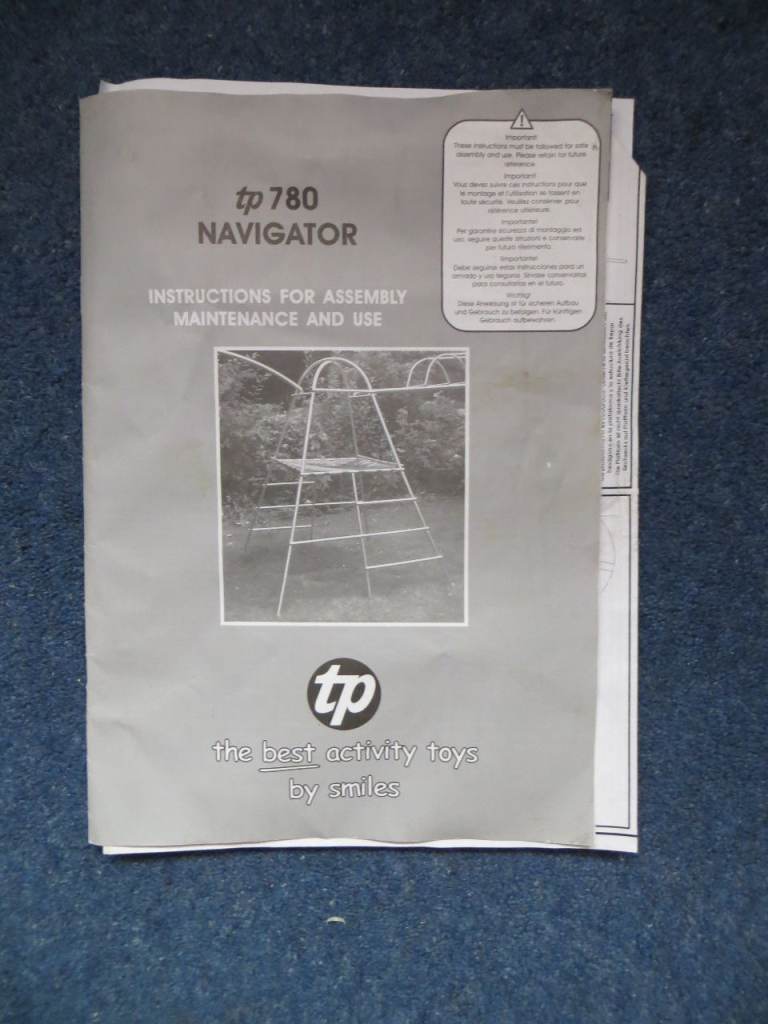 tp 780
NAVIGATOR
INSTRUCTIONS FOR ASSEMBLY
MAINTENANCE AND USE
Important!
These instructions must be followed for safe
assembly and use. Please retain for future
reference.
Important!
Vous devez suivre ces instructions pour que
le montage et l'utilisation se fassent en
toute sécurité. Veuillez conserver pour
référence ultérieure.
Importante!
Per garantire sicurezza di montaggio ed
uso, seguire queste istruzioni e conservarle
per futuro riferimento.
!Importante!
Debe seguirse estas instrucciones para un
armado y uso seguros. Sírvase conservarlas
para consultarlas en el futuro.
Wichtig!
Diese Anweisung ist für sicheren Aufbau
und Gebrauch zu befolgen. Für künftigen
Gebrauch aufbewahren.
tp
the best activity toys
by smiles